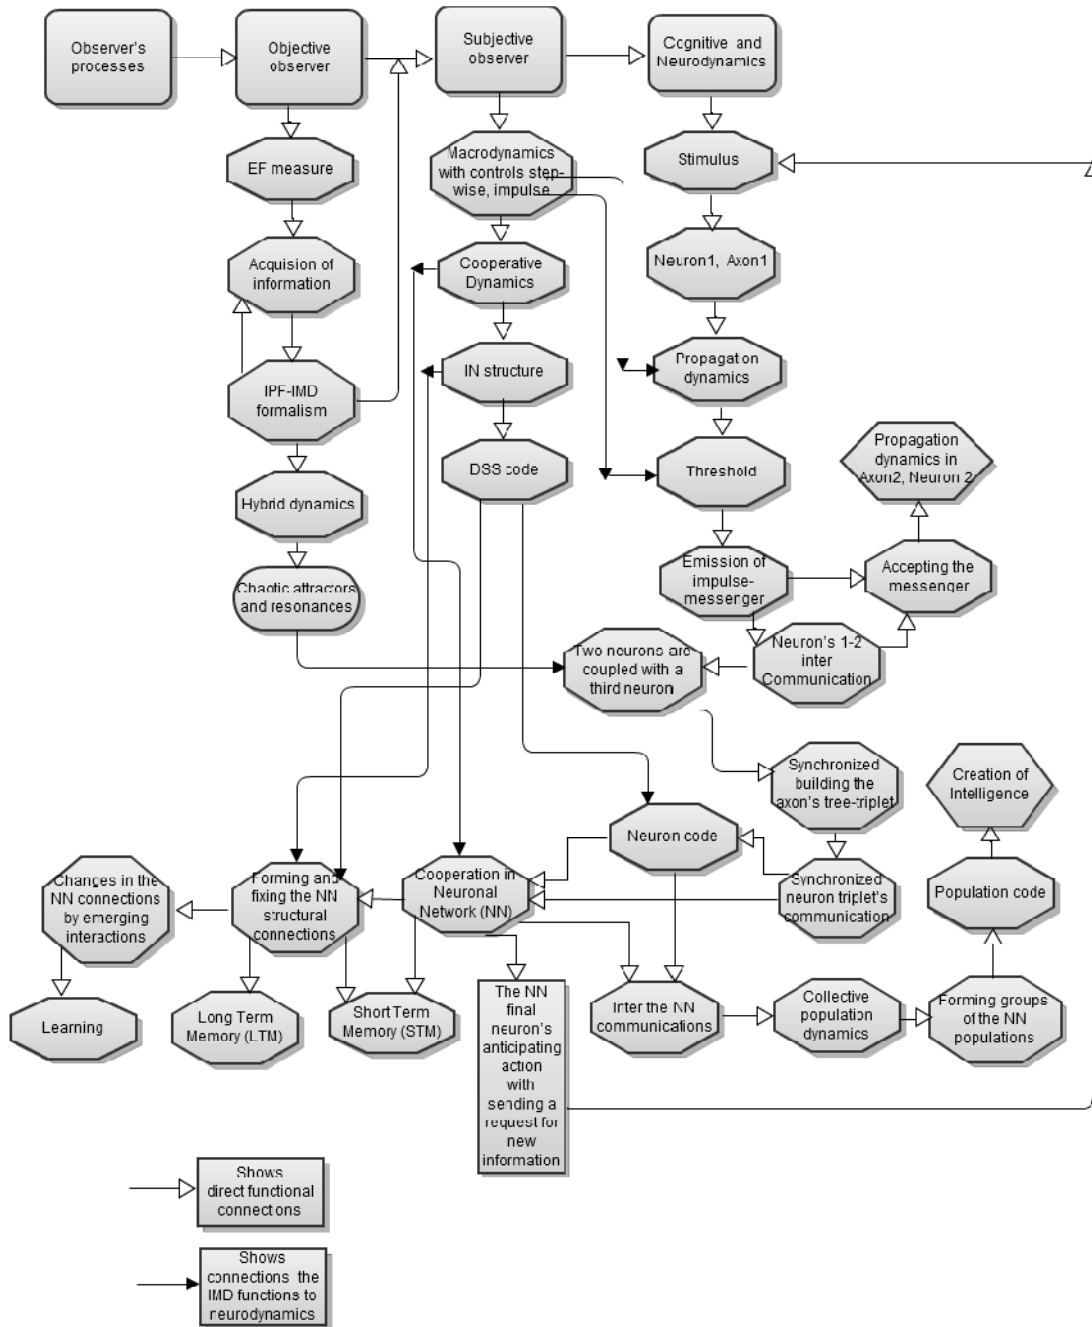 Observer's
processes
Objective
observer
Subjective
observer
Cognitive and
Neurodynamics
EF measure
Macrodynamics
with controls step-
wise, impulse
Stimulus
Acquision of
information
Cooperative
Dynamics
Neuron1, Axon1
IPF-IMD
formalism
IN structure
Propagation
dynamics
Hybrid dynamics
DSS code
Threshold
Propagation
dynamics in
Axon2, Neuron 2
Chaotic attractors
and resonances
Emission of
impulse-
messenger
Accepting the
messenger
Two neurons are
coupled with a
third neuron
Neuron's 1-2
inter
Communication
Synchronized
building the
axon's tree-triplet
Creation of
Intelligence
Neuron code
Changes in the
NN connections
by emerging
interactions
Forming and
fixing the NN
structural
connections
Cooperation in
Neuronal
Network (NN)
Synchronized
neuron triplet's
communication
Population code
Learning
Long Term
Memory (LTM)
Short Term
Memory (STM)
The NN
final
neuron's
anticipating
action
with
sending a
request for
new
information
Inter the NN
communications
Collective
population
dynamics
Forming groups
of the NN
populations
Shows
direct functional
connections
Shows
connections the
IMD functions to
neurodynamics